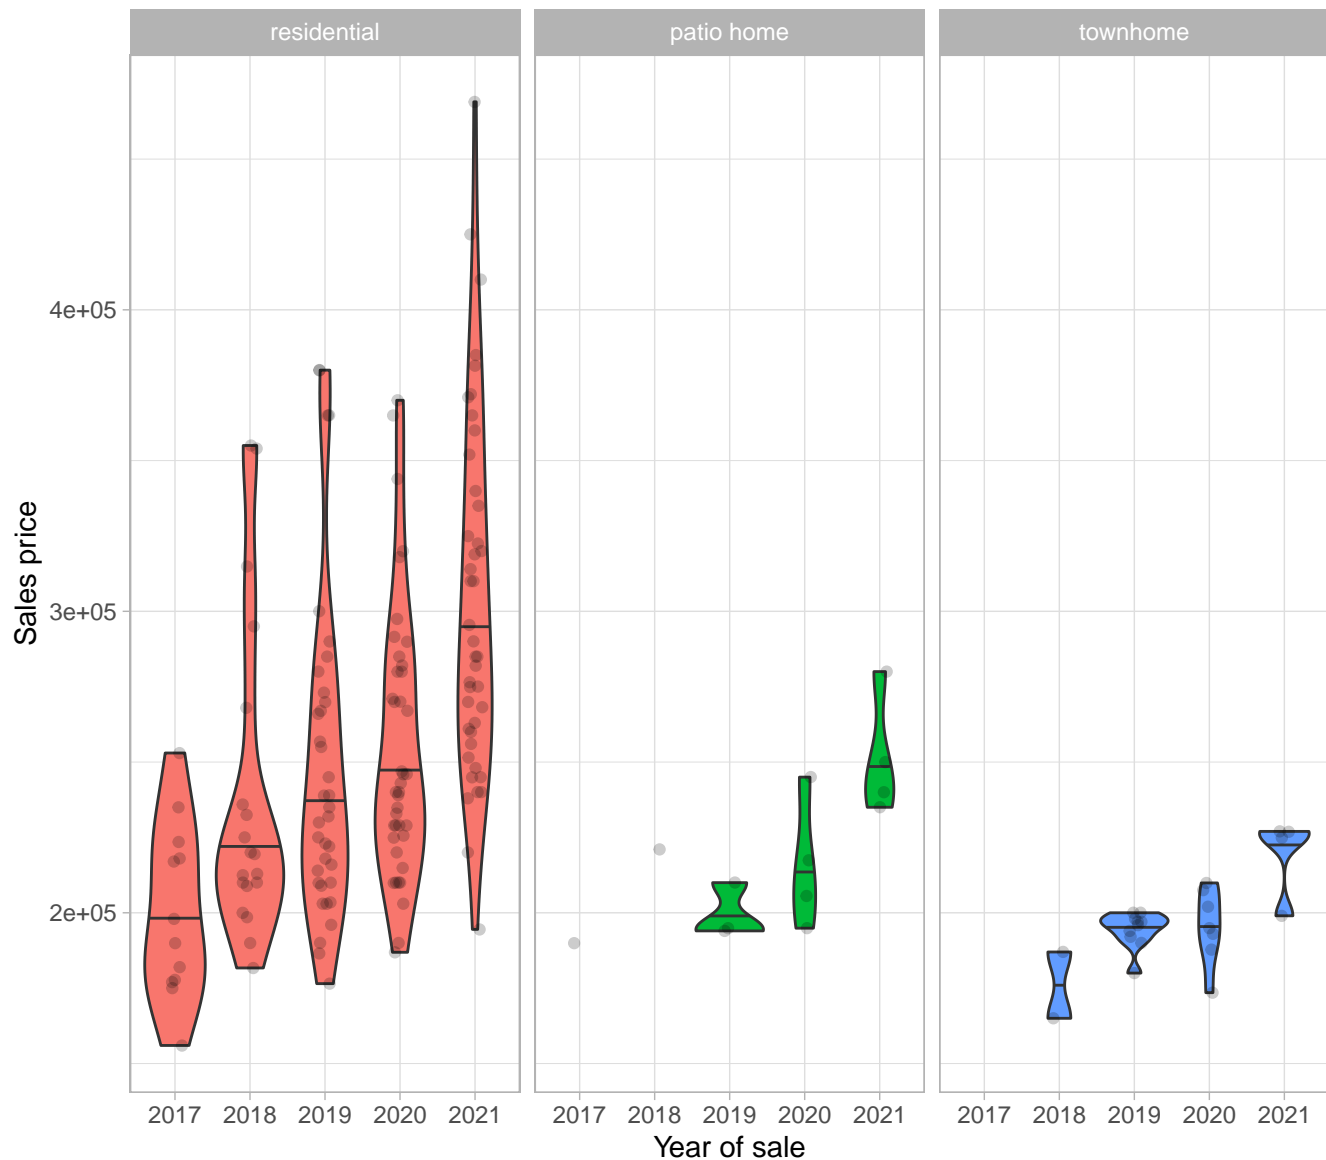 residential patio home townhome
4e+05
3e+05
2e+05
Sales price
2017 2018 2019 2020 2021 2017 2018 2019 2020 2021 2017 2018 2019 2020 2021
Year of sale